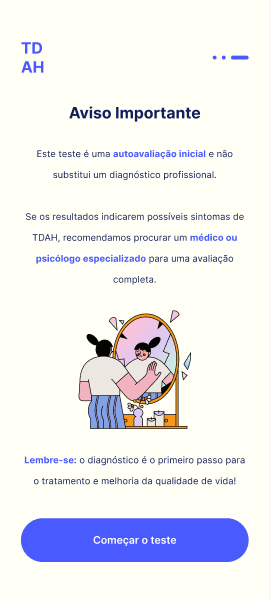 TD
AH
Aviso Importante
Este teste é uma autoavaliação inicial e não
substitui um diagnóstico profissional.
Se os resultados indicarem possíveis sintomas de
TDAH, recomendamos procurar um médico ou
psicólogo especializado para uma avaliação
completa.
Lembre-se: o diagnóstico é o primeiro passo para
o tratamento e melhoria da qualidade de vida!
Começar o teste